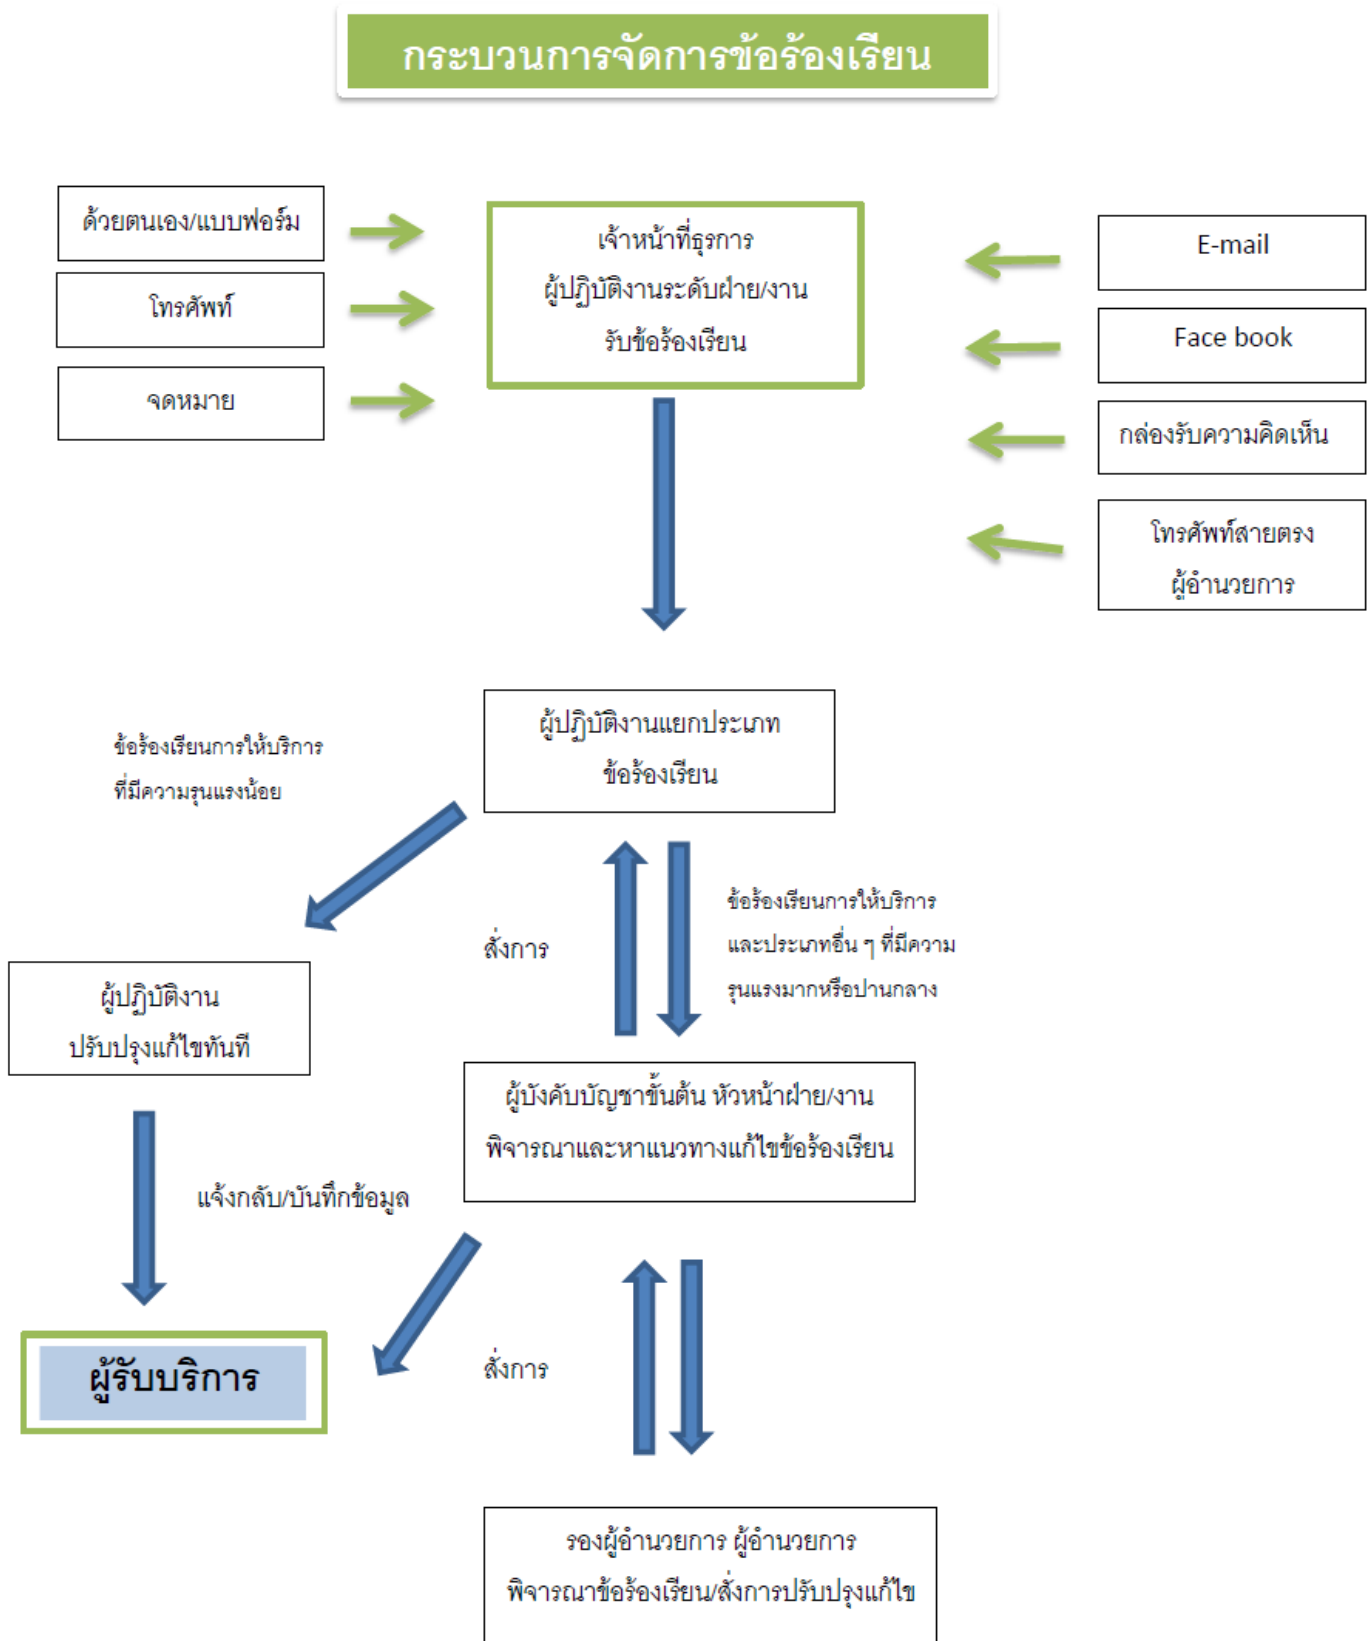 กระบวนการจัดการข้อร้องเรียน
ด้วยตนเอง/แบบฟอร์ม
โทรศัพท์
จดหมาย
เจ้าหน้าที่ธุรการ
ผู้ปฏิบัติงานระดับฝ่าย/งาน
รับข้อร้องเรียน
E-mail
Face book
กล่องรับความคิดเห็น
โทรศัพท์สายตรง
ผู้อำนวยการ
ผู้ปฏิบัติงานแยกประเภท
ข้อร้องเรียน
ข้อร้องเรียนการให้บริการ
ที่มีความรุนแรงน้อย
สั่งการ
ข้อร้องเรียนการให้บริการ
และประเภทอื่น ๆ ที่มีความ
รุนแรงมากหรือปานกลาง
ผู้ปฏิบัติงาน
ปรับปรุงแก้ไขทันที
ผู้บังคับบัญชาชั้นต้น หัวหน้าฝ่าย/งาน
พิจารณาและหาแนวทางแก้ไขข้อร้องเรียน
แจ้งกลับ/บันทึกข้อมูล
ผู้รับบริการ
สั่งการ
รองผู้อำนวยการ ผู้อำนวยการ
พิจารณาข้อร้องเรียน/สั่งการปรับปรุงแก้ไข